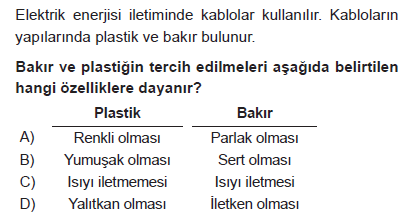 Elektrik enerjisi iletiminde kablolar kullanılır. Kabloların
yapılarında plastik ve bakır bulunur.
Bakır ve plastiğin tercih edilmeleri aşağıda belirtilen
hangi özelliklere dayanır?
Plastik Bakır
A) Renkli olması Parlak olması
B) Yumuşak olması Sert olması
C) Isıyı iletmemesi Isıyı iletmesi
D) Yalıtkan olması İletken olması